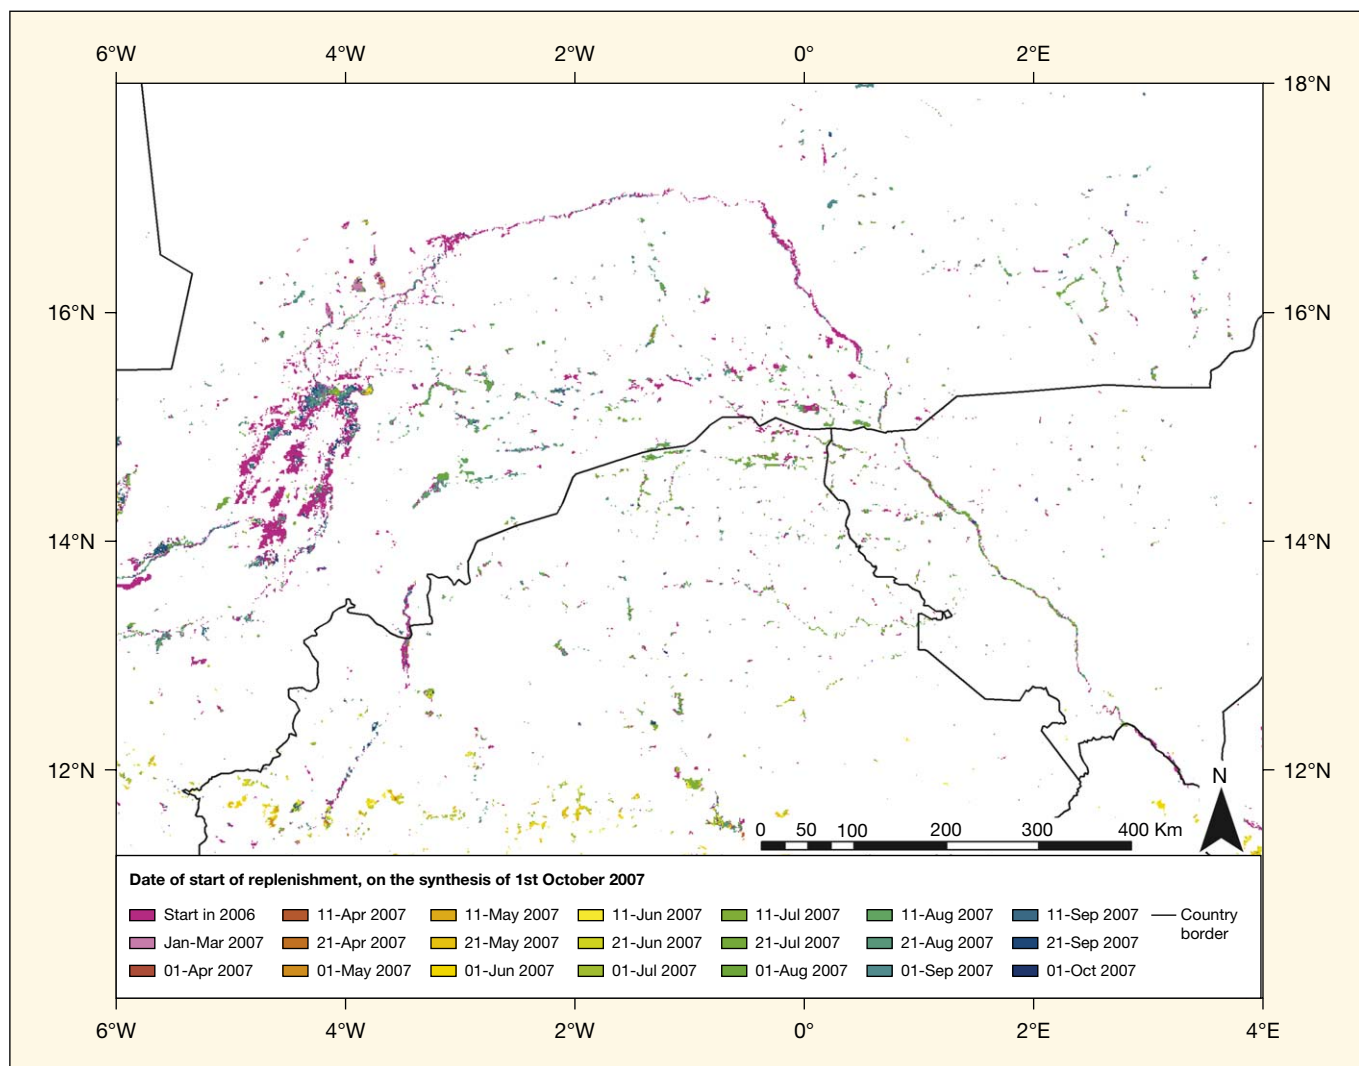 6°W 4°W 2°W 0° 2°E
18°N
16°N 16°N
14°N 14°N
12°N 12°N
N
0 50 100 200 300 400 Km
Date of start of replenishment, on the synthesis of 1st October 2007
Start in 2006 11-Apr 2007 11-May 2007 11-Jun 2007 11-Jul 2007 11-Aug 2007 11-Sep 2007 Country
Jan-Mar 2007 21-Apr 2007 21-May 2007 21-Jun 2007 21-Jul 2007 21-Aug 2007 21-Sep 2007 border
01-Apr 2007 01-May 2007 01-Jun 2007 01-Jul 2007 01-Aug 2007 01-Sep 2007 01-Oct 2007
6°W 4°W 2°W 0° 2°E 4°E